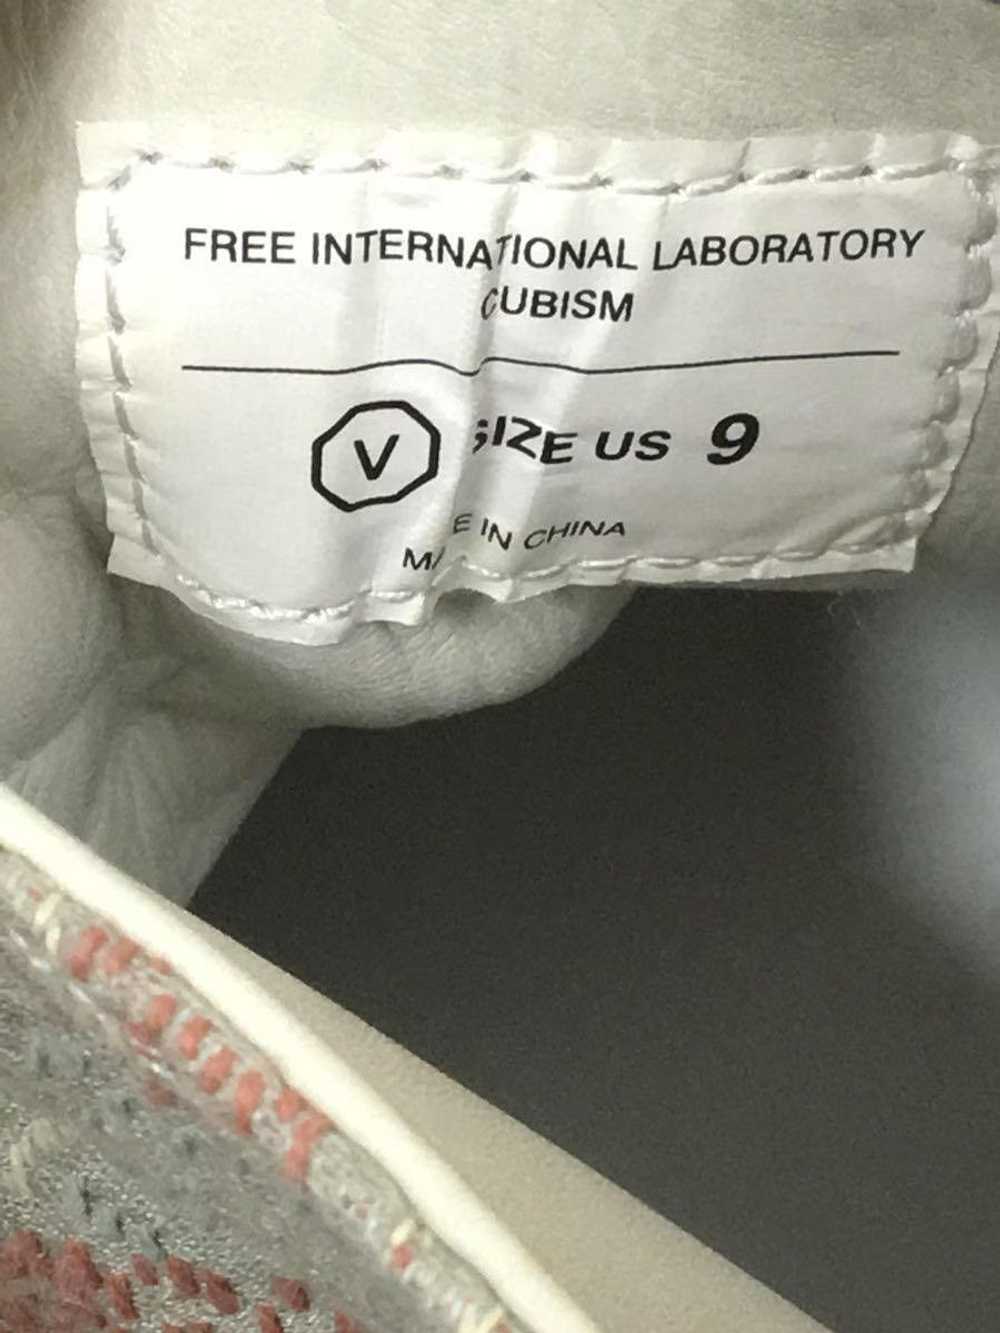 FREE INTERNATIONAL LABORATORY
CUBISM
V SIZE US 9
E IN CHINA